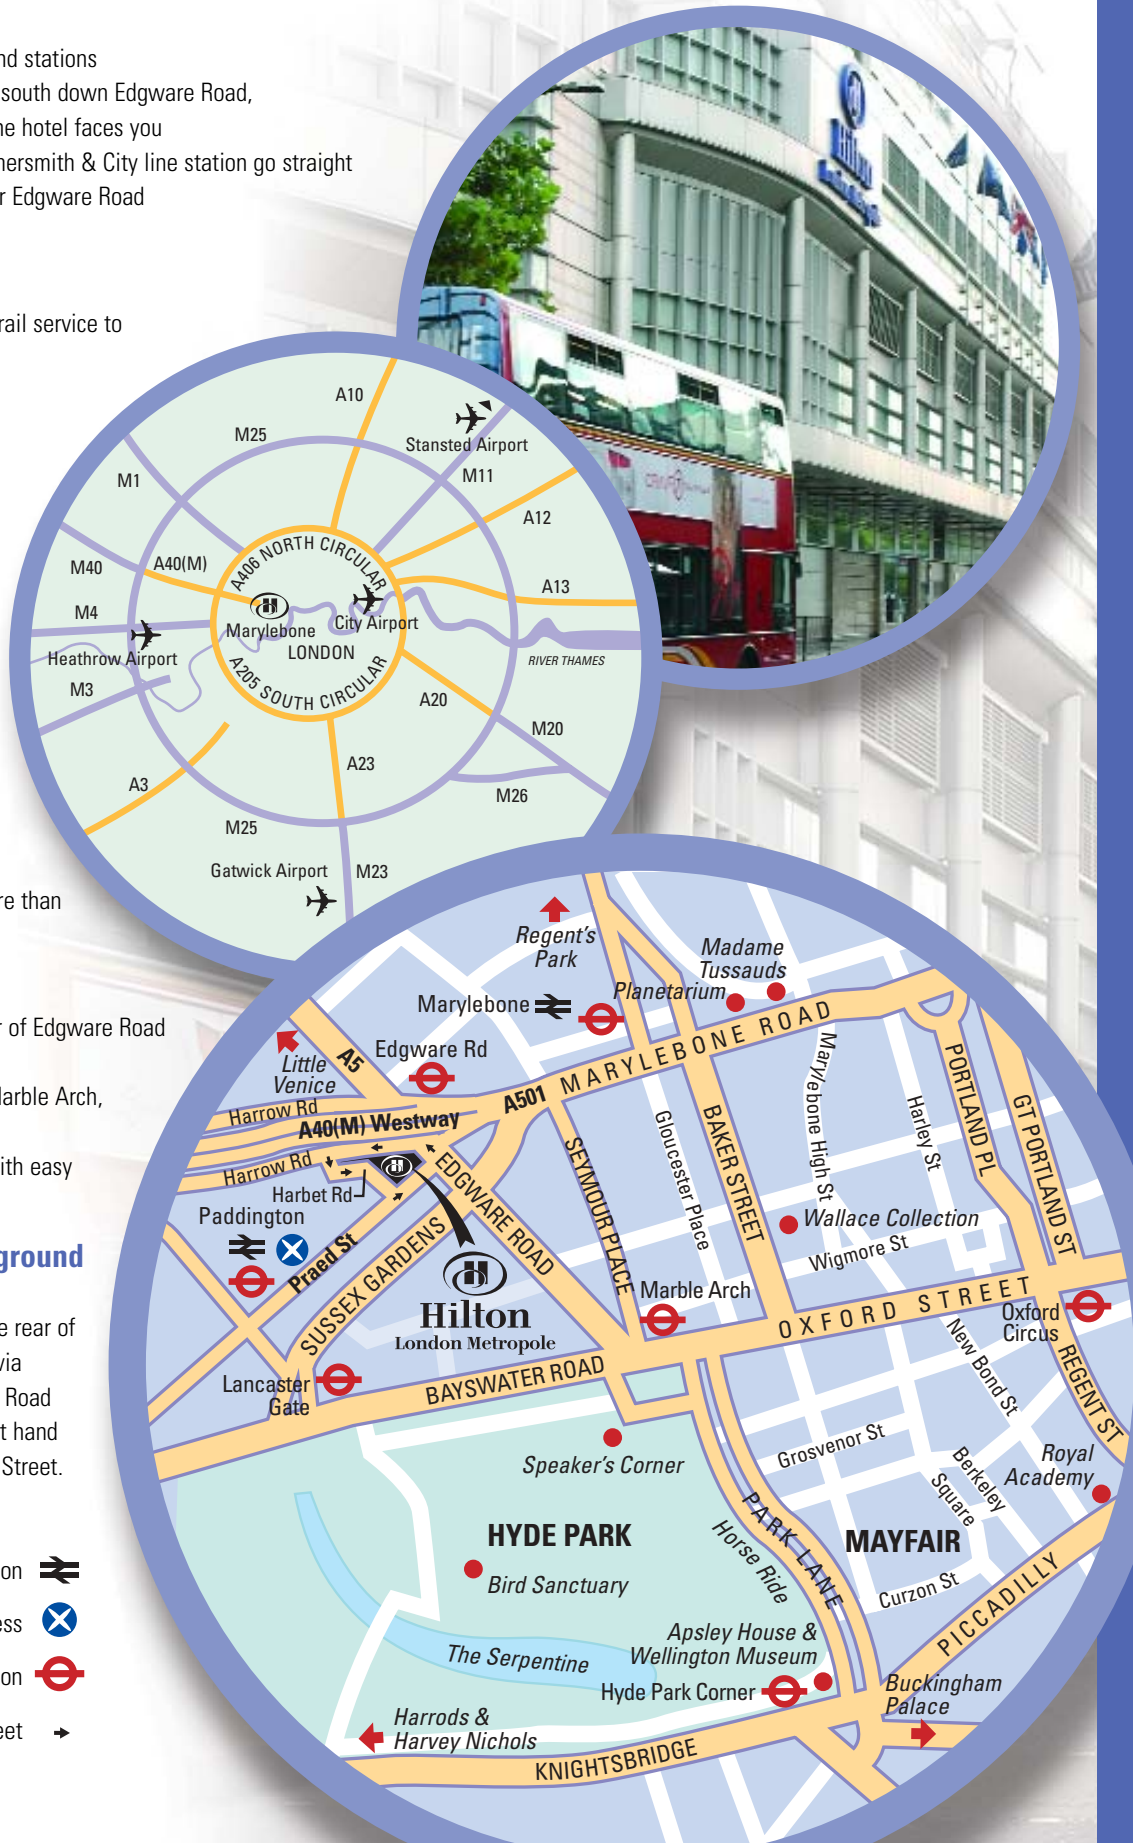 nd stations
south down Edgware Road,
ne hotel faces you
mersmith & City line station go straight
r Edgware Road
rail service to
Hilton
A10
M25
Stansted Airport
M1
M11
A12
M40
A40(M)
A406 NORTH CIRCULAR
A13
M4
Marylebone
City Airport
LONDON
Heathrow Airport
RIVER THAMES
M3
A205 SOUTH CIRCULAR
A20
M20
A23
A3
M26
M25
Gatwick Airport
M23
re than
r of Edgware Road
Marble Arch,
ith easy
ground
e rear of
via
Road
t hand
Street.
on
ess
on
eet
Regent's
Park
Madame
Tussauds
Planetarium
Marylebone
Little
Venice
A5
Edgware Rd
A501 MARYLEBONE ROAD
Harrow Rd
A40(M) Westway
Harrow Rd
Harbet Rd
Paddington
Praed St
SUSSEX GARDENS
EDGWARE ROAD
SEYMOUR PLACE
Gloucester Place
BAKER STREET
Marylebone High St
Harley St
PORTLAND PL
GT PORTLAND ST
Wallace Collection
Wigmore St
Hilton
London Metropole
Marble Arch
OXFORD STREET
Oxford
Circus
Lancaster
Gate
BAYSWATER ROAD
New Bond St
REGENT ST
Speaker's Corner
Grosvenor St
Berkeley
Square
Royal
Academy
HYDE PARK
PARK LANE
Horse Ride
MAYFAIR
Bird Sanctuary
Curzon St
PICCADILLY
The Serpentine
Apsley House &
Wellington Museum
Hyde Park Corner
Buckingham
Palace
Harrods &
Harvey Nichols
KNIGHTSBRIDGE